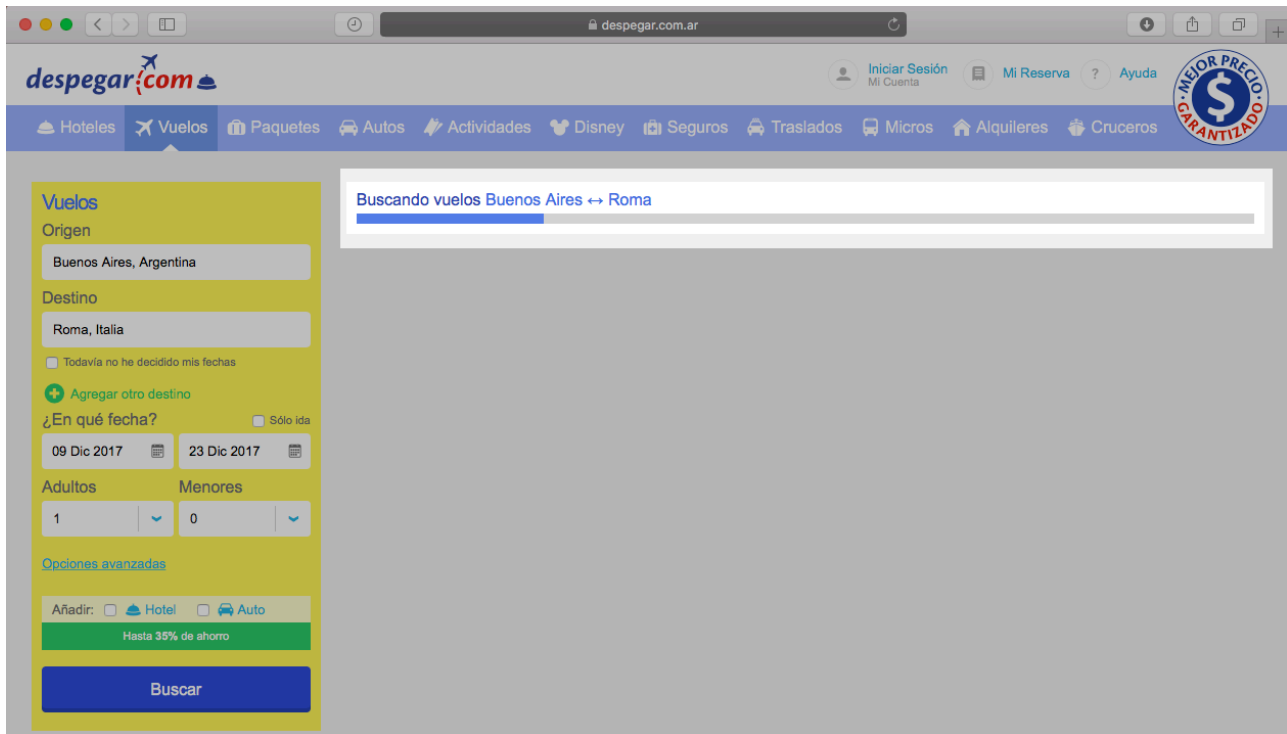 despegar.com.ar
despegar.com
Iniciar Sesión
Mi Cuenta
Mi Reserva
? Ayuda
MEJOR PRECIO
$
GARANTIZADO
Hoteles Vuelos Paquetes Autos Actividades Disney Seguros Traslados Micros Alquileres Cruceros
Vuelos
Origen
Buenos Aires, Argentina
Destino
Roma, Italia
Todavía no he decidido mis fechas
Agregar otro destino
¿En qué fecha? Sólo ida
09 Dic 2017 23 Dic 2017
Adultos Menores
1 0
Opciones avanzadas
Añadir: Hotel Auto
Hasta 35% de ahorro
Buscar
Buscando vuelos Buenos Aires ↔ Roma